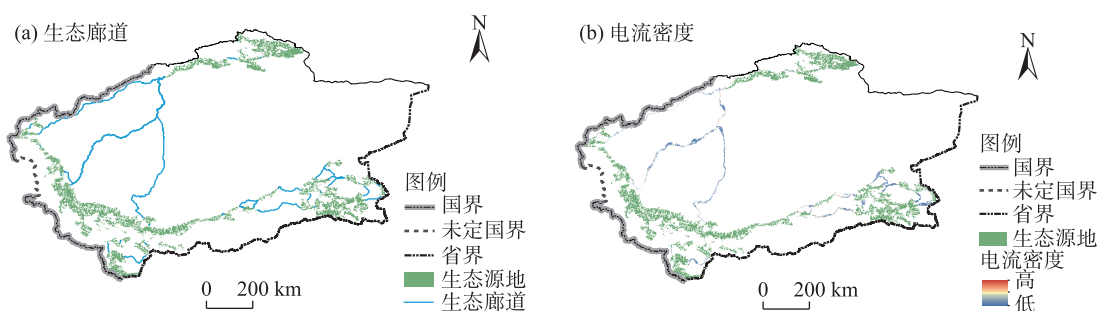 (a) 生态廊道
N
图例
国界
未定国界
省界
生态源地
生态廊道
0 200 km
(b) 电流密度
N
图例
国界
未定国界
省界
生态源地
电流密度
高
低
0 200 km